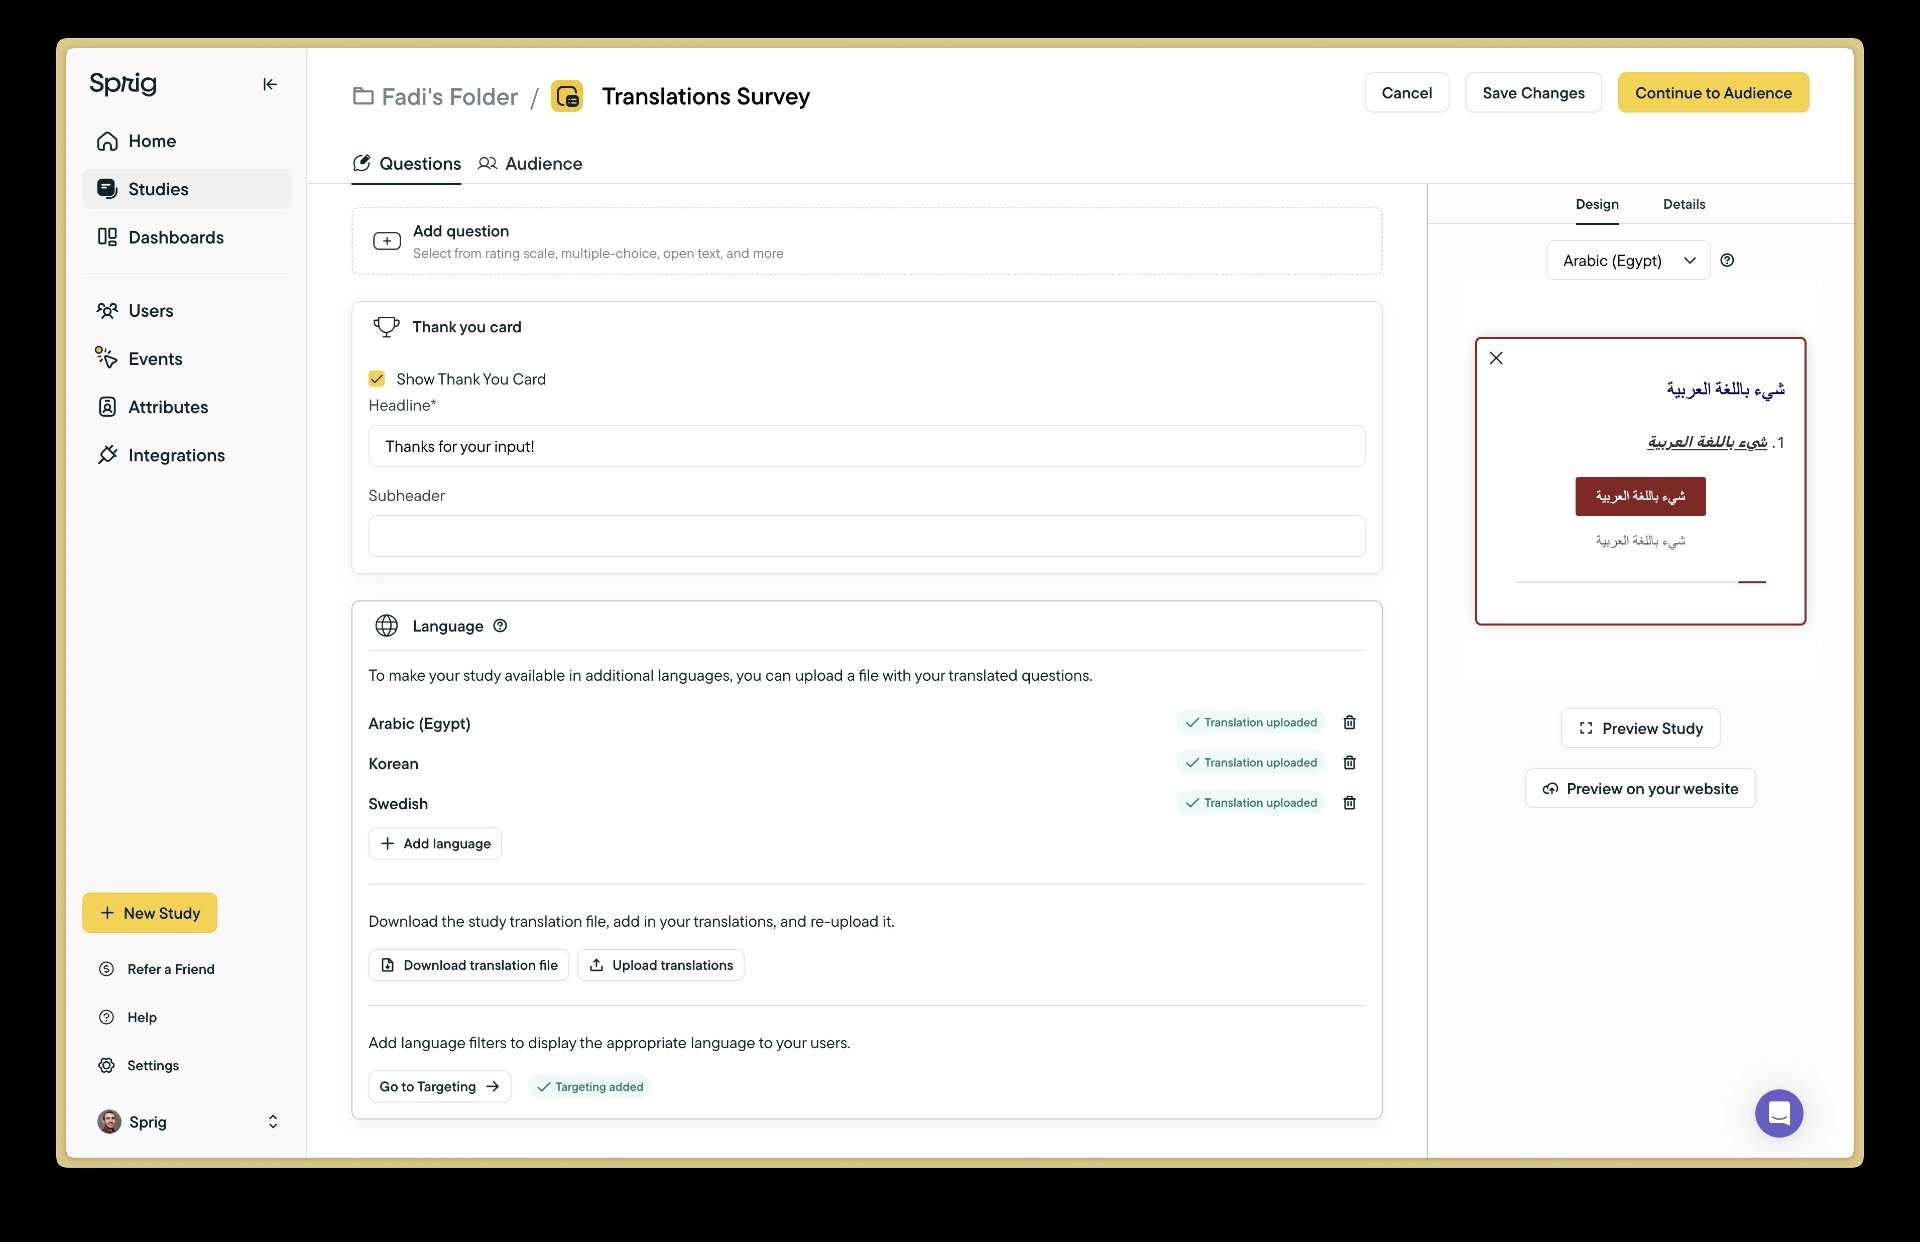 Sprig
Home
Studies
Dashboards
Users
Events
Attributes
Integrations
New Study
Refer a Friend
Help
Settings
Sprig
Fadi's Folder / Translations Survey
Cancel
Save Changes
Continue to Audience
Questions
Audience
Add question
Select from rating scale, multiple-choice, open text, and more
Thank you card
Show Thank You Card
Headline*
Thanks for your input!
Subheader
Language
To make your study available in additional languages, you can upload a file with your translated questions.
Arabic (Egypt)
Translation uploaded
Korean
Translation uploaded
Swedish
Translation uploaded
Add language
Download the study translation file, add in your translations, and re-upload it.
Download translation file
Upload translations
Add language filters to display the appropriate language to your users.
Go to Targeting
Targeting added
Design
Details
Arabic (Egypt)
شيء باللغة العربية
1. شيء باللغة العربية
شيء باللغة العربية
شيء باللغة العربية
Preview Study
Preview on your website